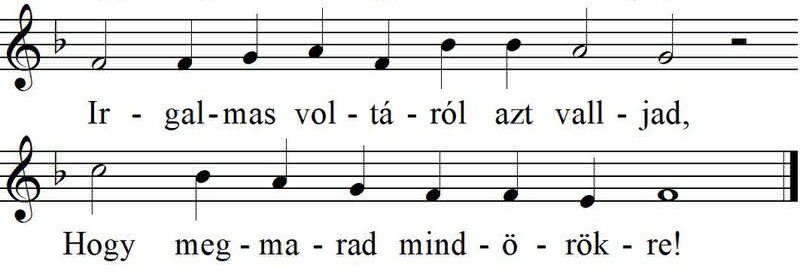 Ir - gal-mas vol - tá - ról azt vall - jad,
Hogy meg - ma - rad mind - ö - rök - re!